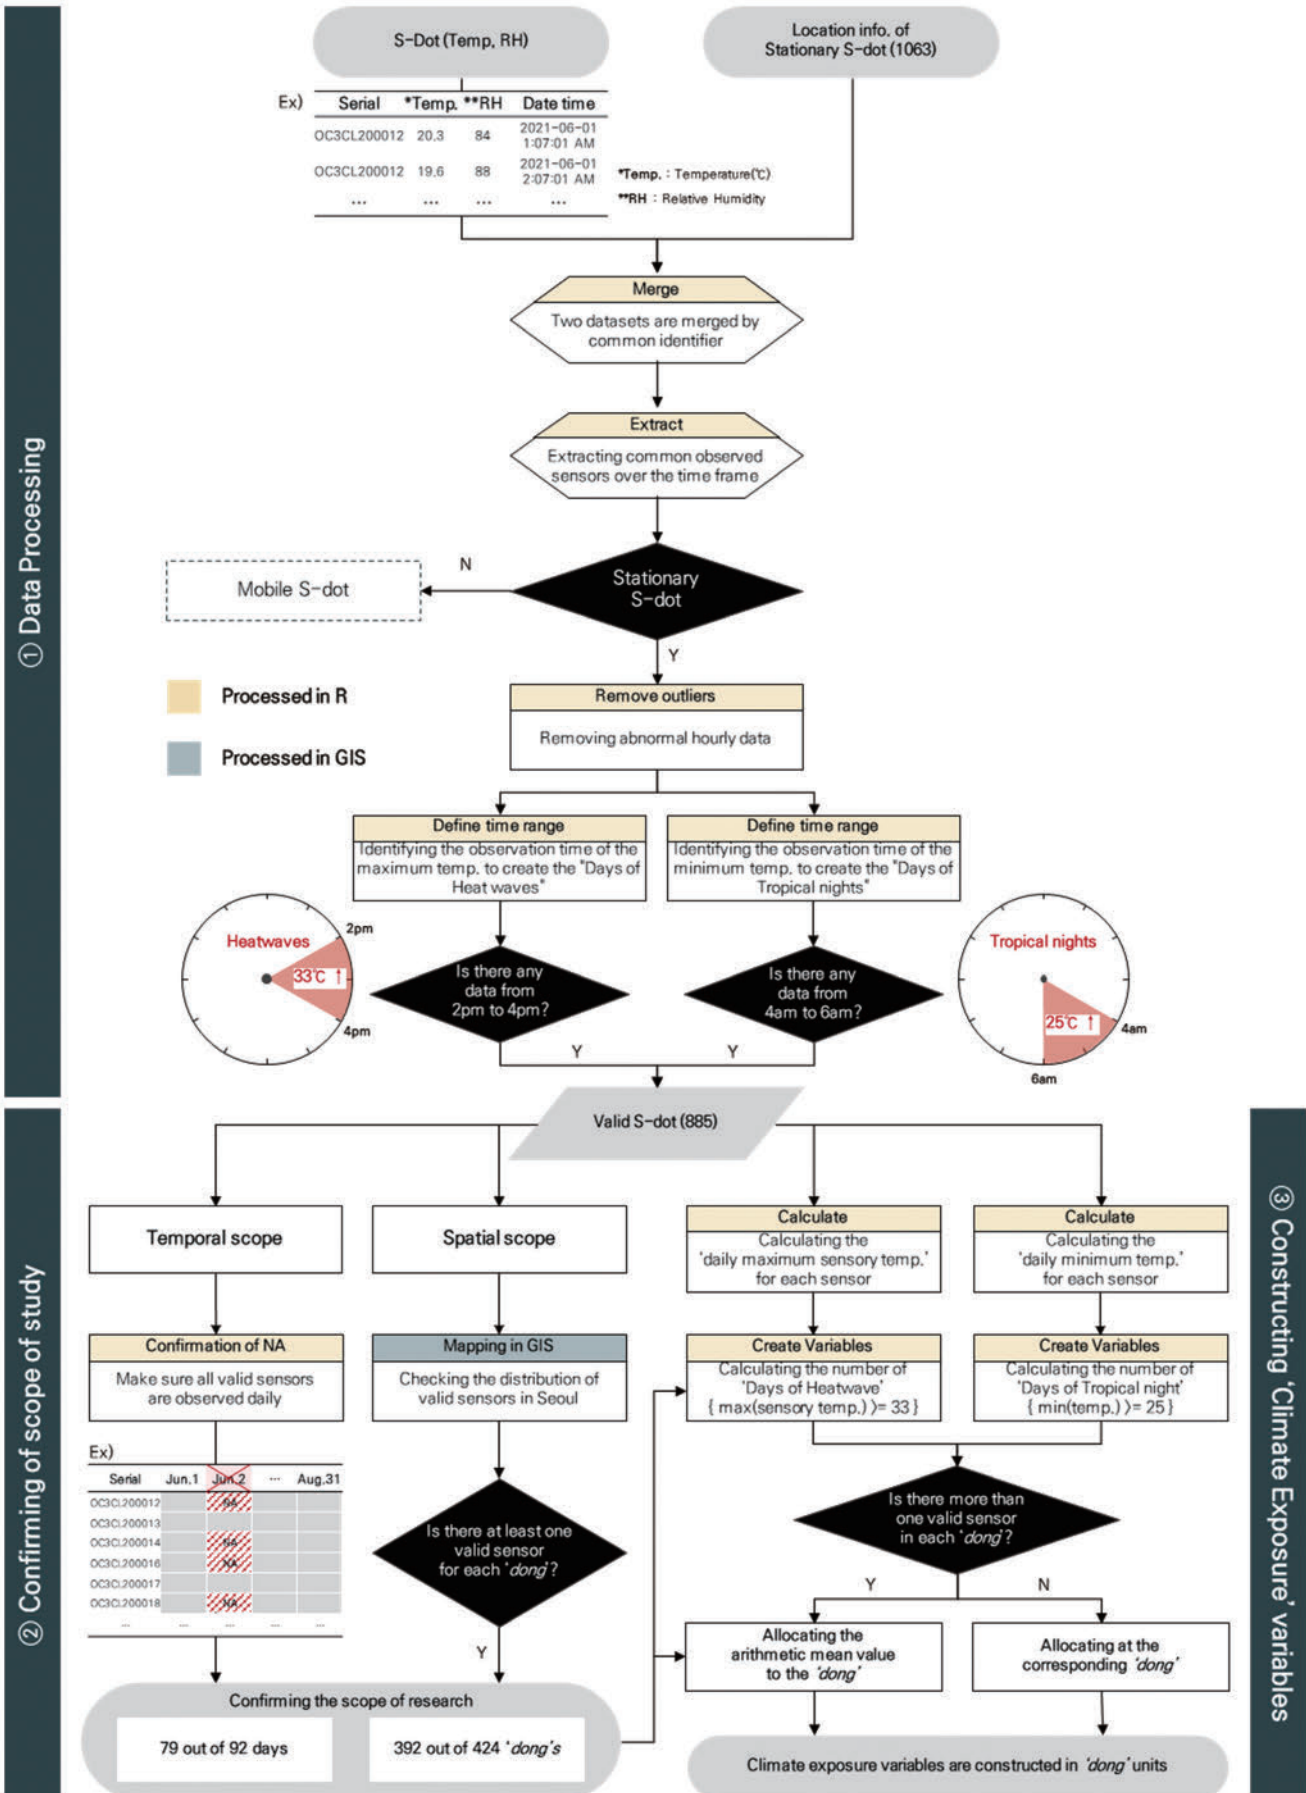 ① Data Processing
S-Dot (Temp, RH)
Location info. of
Stationary S-dot (1063)
Ex)
Serial *Temp. **RH Date time
OC3CL200012 20.3 84 2021-06-01
1:07:01 AM
OC3CL200012 19.6 88 2021-06-01
2:07:01 AM
... ... ... ...
*Temp. : Temperature(℃)
**RH : Relative Humidity
Merge
Two datasets are merged by
common identifier
Extract
Extracting common observed
sensors over the time frame
Stationary
S-dot
N
Mobile S-dot
Y
Processed in R
Processed in GIS
Remove outliers
Removing abnormal hourly data
Define time range
Identifying the observation time of the
maximum temp. to create the "Days of
Heat waves"
Define time range
Identifying the observation time of the
minimum temp. to create the "Days of
Tropical nights"
Heatwaves
2pm
33℃ ↑
4pm
Is there any
data from
2pm to 4pm?
Is there any
data from
4am to 6am?
Tropical nights
25℃ ↑
4am
6am
Y
Y
Valid S-dot (885)
② Confirming of scope of study
Temporal scope
Spatial scope
Confirmation of NA
Make sure all valid sensors
are observed daily
Mapping in GIS
Checking the distribution of
valid sensors in Seoul
Ex)
Serial Jun.1 Jun.2 ... Aug.31
OC3CL200012 NA
OC3CL200013
OC3CL200014 NA
OC3CL200016 NA
OC3CL200017
OC3CL200018 NA
... ... ... ... ...
Is there at least one
valid sensor
for each 'dong'?
Y
Confirming the scope of research
79 out of 92 days
392 out of 424 'dong's
③ Constructing 'Climate Exposure' variables
Calculate
Calculating the
'daily maximum sensory temp.'
for each sensor
Calculate
Calculating the
'daily minimum temp.'
for each sensor
Create Variables
Calculating the number of
'Days of Heatwave'
{ max(sensory temp.) >= 33 }
Create Variables
Calculating the number of
'Days of Tropical night'
{ min(temp.) >= 25 }
Is there more than
one valid sensor
in each 'dong'?
Y
N
Allocating the
arithmetic mean value
to the 'dong'
Allocating at the
corresponding 'dong'
Climate exposure variables are constructed in 'dong' units